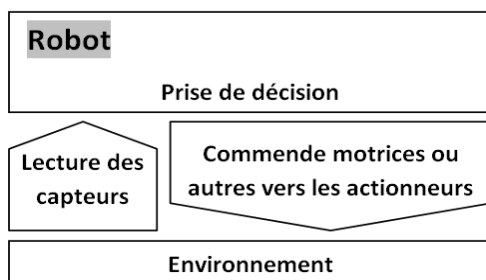 Robot
Prise de décision
Lecture des
capteurs
Commende motrices ou
autres vers les actionneurs
Environnement